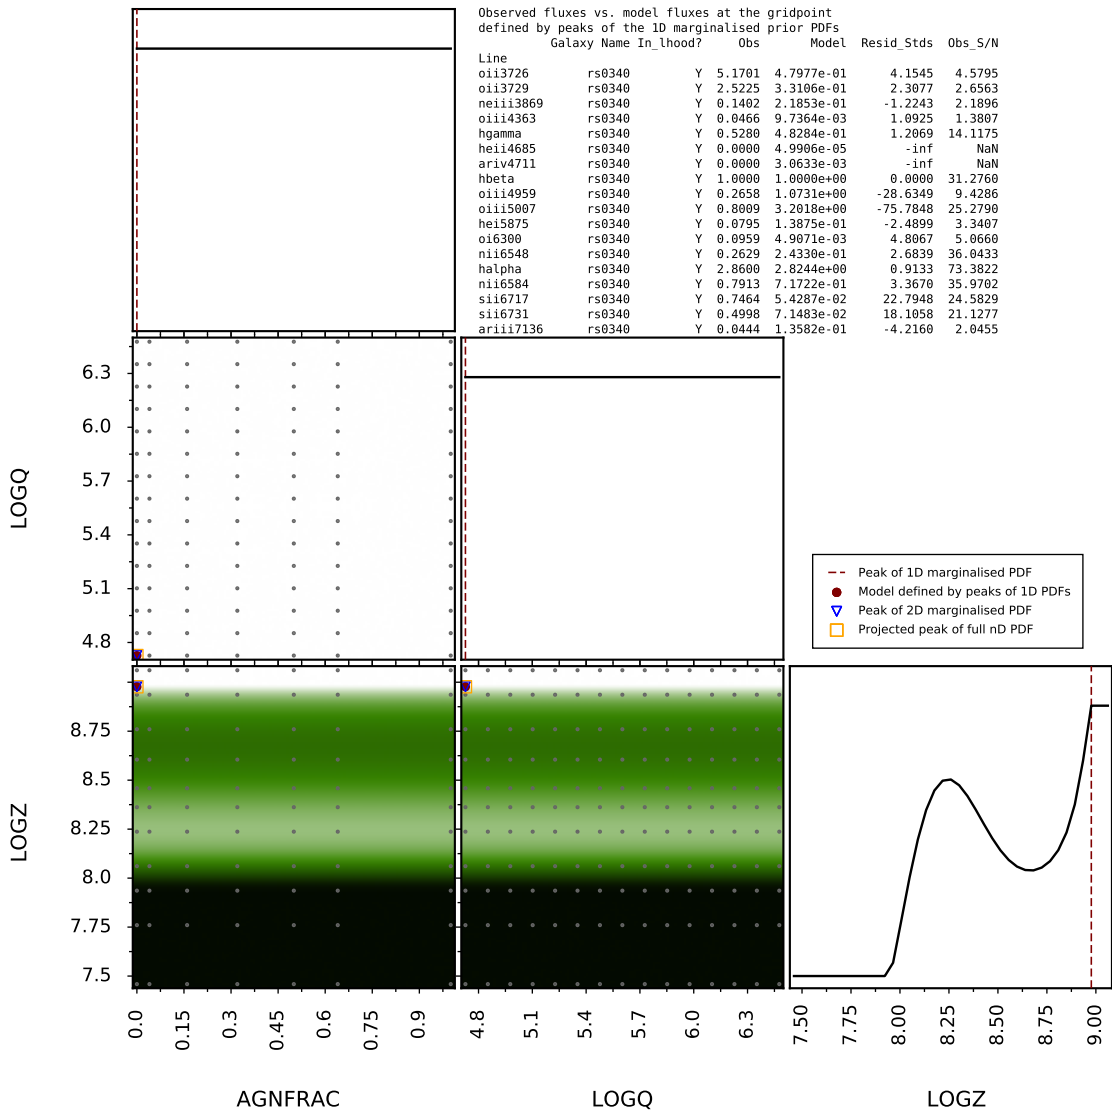 Observed fluxes vs. model fluxes at the gridpoint
defined by peaks of the 1D marginalised prior PDFs
Galaxy Name In_lhood? Obs Model Resid_Stds Obs_S/N
Line
oii3726 rs0340 Y 5.1701 4.7977e-01 4.1545 4.5795
oii3729 rs0340 Y 2.5225 3.3106e-01 2.3077 2.6563
neiii3869 rs0340 Y 0.1402 2.1853e-01 -1.2243 2.1896
oiii4363 rs0340 Y 0.0466 9.7364e-03 1.0925 1.3807
hgamma rs0340 Y 0.5280 4.8284e-01 1.2069 14.1175
heii4685 rs0340 Y 0.0000 4.9906e-05 -inf NaN
ariv4711 rs0340 Y 0.0000 3.0633e-03 -inf NaN
hbeta rs0340 Y 1.0000 1.0000e+00 0.0000 31.2760
oiii4959 rs0340 Y 0.2658 1.0731e+00 -28.6349 9.4286
oiii5007 rs0340 Y 0.8009 3.2018e+00 -75.7848 25.2790
hei5875 rs0340 Y 0.0795 1.3875e-01 -2.4899 3.3407
oi6300 rs0340 Y 0.0959 4.9071e-03 4.8067 5.0660
nii6548 rs0340 Y 0.2629 2.4330e-01 2.6839 36.0433
halpha rs0340 Y 2.8600 2.8244e+00 0.9133 73.3822
nii6584 rs0340 Y 0.7913 7.1722e-01 3.3670 35.9702
sii6717 rs0340 Y 0.7464 5.4287e-02 22.7948 24.5829
sii6731 rs0340 Y 0.4998 7.1483e-02 18.1058 21.1277
ariii7136 rs0340 Y 0.0444 1.3582e-01 -4.2160 2.0455
6.3
6.0
5.7
5.4
5.1
4.8
LOGQ
Peak of 1D marginalised PDF
Model defined by peaks of 1D PDFs
Peak of 2D marginalised PDF
Projected peak of full nD PDF
8.75
8.5
8.25
8.0
7.75
7.5
LOGZ
0.0 0.15 0.3 0.45 0.6 0.75 0.9
4.8 5.1 5.4 5.7 6.0 6.3
7.50 7.75 8.00 8.25 8.50 8.75 9.00
AGNFRAC LOGQ LOGZ